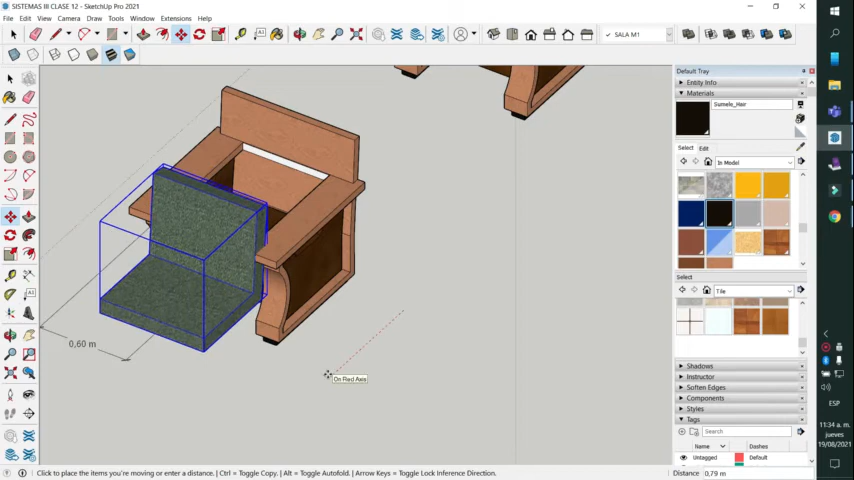 SISTEMAS III CLASE 12 - SketchUp Pro 2021
File Edit View Camera Draw Tools Window Extensions Help
SALA M1
Default Tray
Entity Info
Materials
Sumele_Hair
Select Edit
In Model
0,60 m
On Red Axis
Select
Tile
Shadows
Instructor
Soften Edges
Components
Styles
Tags
Search
Name Dashes
Untagged Default
Click to place the items you're moving or enter a distance. | Ctrl = Toggle Copy. | Alt = Toggle Autofold. | Arrow Keys = Toggle Lock Inference Direction.
Distance 0,79 m
ESP
11:34 a. m.
jueves
19/08/2021